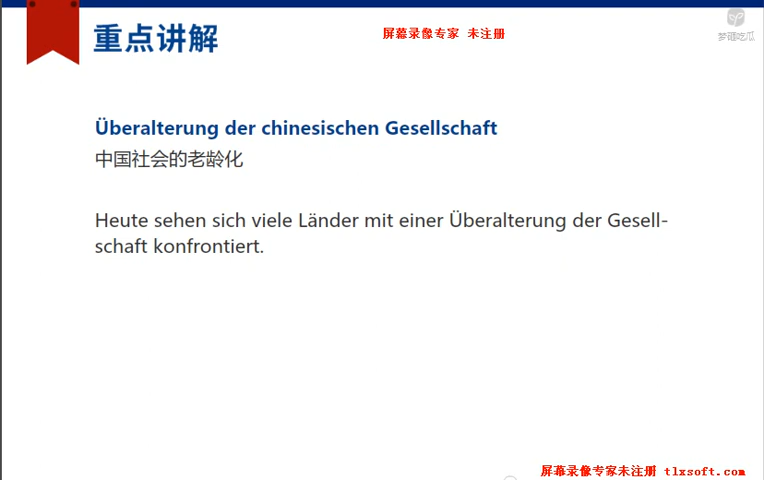 重点讲解
屏幕录像专家 未注册
梦薇吃瓜
Überalterung der chinesischen Gesellschaft
中国社会的老龄化
Heute sehen sich viele Länder mit einer Überalterung der Gesell-
schaft konfrontiert.
屏幕录像专家未注册 tlxsoft.com